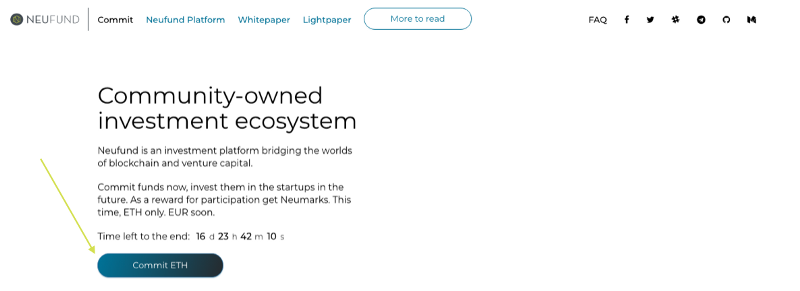 NEUFUND Commit Neufund Platform Whitepaper Lightpaper More to read FAQ
Community-owned
investment ecosystem
Neufund is an investment platform bridging the worlds
of blockchain and venture capital.
Commit funds now, invest them in the startups in the
future. As a reward for participation get Neumarks. This
time, ETH only. EUR soon.
Time left to the end: 16 d 23 h 42 m 10 s
Commit ETH